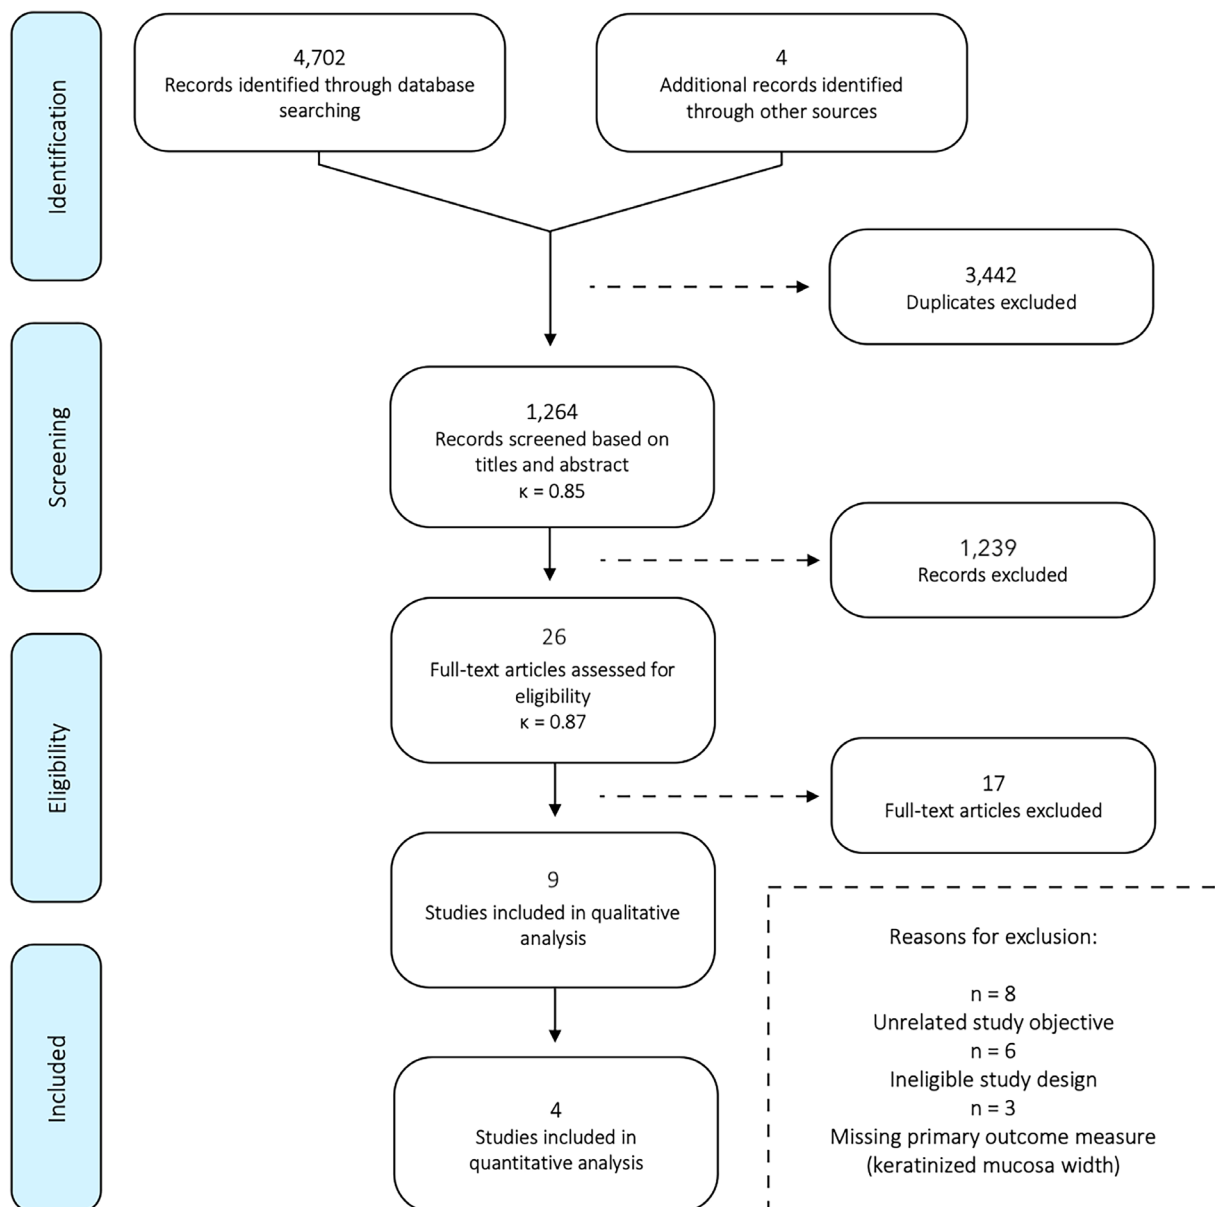 Identification
4,702
Records identified through database
searching
4
Additional records identified
through other sources
3,442
Duplicates excluded
Screening
1,264
Records screened based on
titles and abstract
κ = 0.85
1,239
Records excluded
Eligibility
26
Full-text articles assessed for
eligibility
κ = 0.87
17
Full-text articles excluded
9
Studies included in qualitative
analysis
Included
4
Studies included in
quantitative analysis
Reasons for exclusion:
n = 8
Unrelated study objective
n = 6
Ineligible study design
n = 3
Missing primary outcome measure
(keratinized mucosa width)